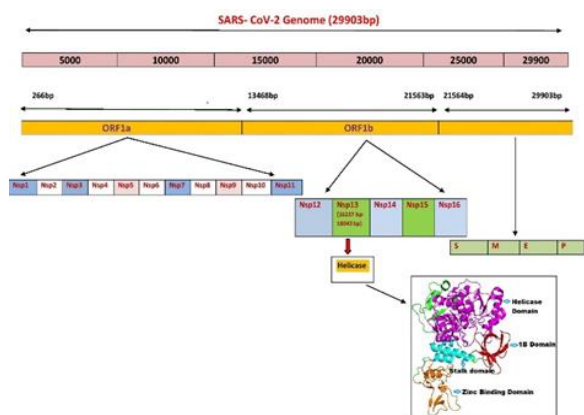 SARS- CoV-2 Genome (29903bp)
5000 10000 15000 20000 25000 29900
266bp 13468bp 21563bp 21564bp 29903bp
ORF1a ORF1b
Nsp1 Nsp2 Nsp3 Nsp4 Nsp5 Nsp6 Nsp7 Nsp8 Nsp9 Nsp10 Nsp11
Nsp12 Nsp13 Nsp14 Nsp15 Nsp16
S M E P
Helicase
Helicase
Domain
1B Domain
Stalk domain
Zinc Binding Domain